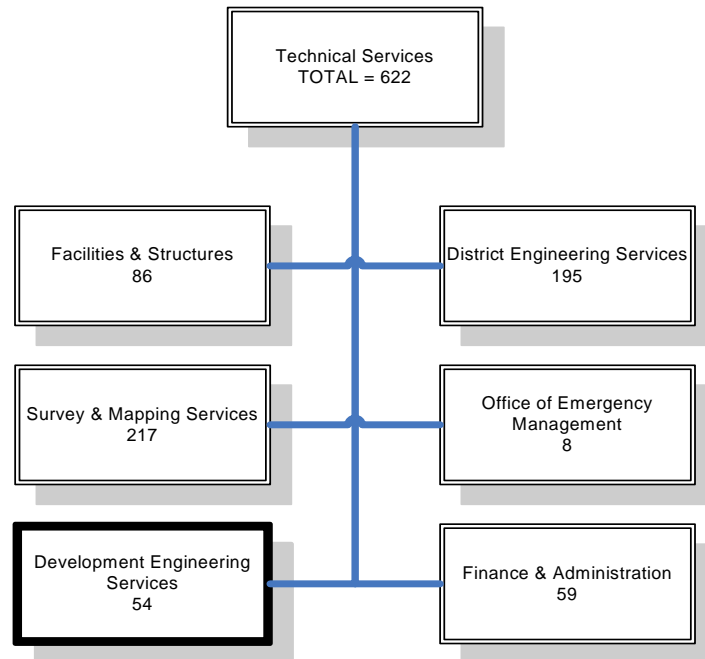 Technical Services
TOTAL = 622
Facilities & Structures
86
District Engineering Services
195
Survey & Mapping Services
217
Office of Emergency
Management
8
Development Engineering
Services
54
Finance & Administration
59